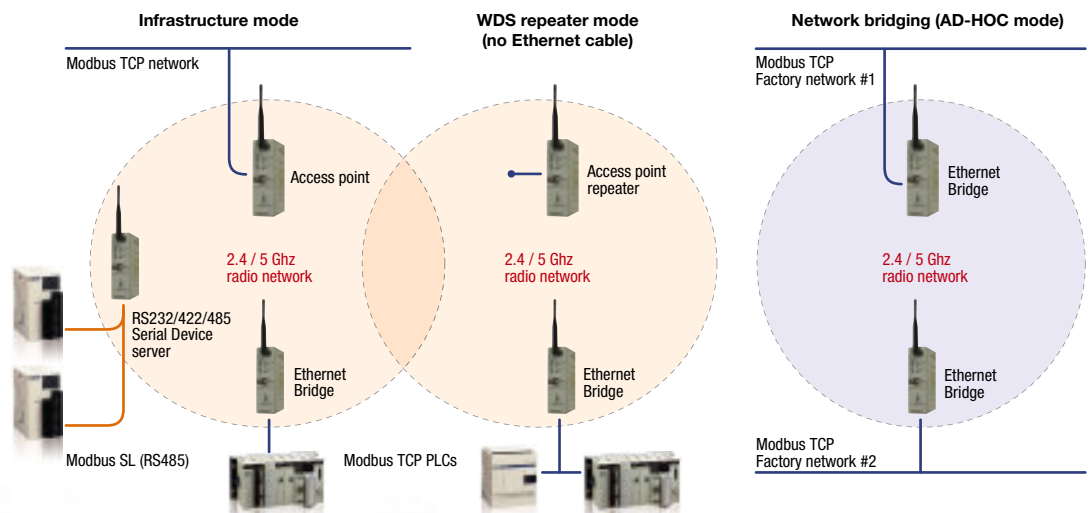 Infrastructure mode
WDS repeater mode
(no Ethernet cable)
Network bridging (AD-HOC mode)
Modbus TCP network
Modbus TCP
Factory network #1
Access point
Access point
repeater
Ethernet
Bridge
2.4 / 5 Ghz
radio network
2.4 / 5 Ghz
radio network
2.4 / 5 Ghz
radio network
RS232/422/485
Serial Device
server
Ethernet
Bridge
Ethernet
Bridge
Ethernet
Bridge
Modbus SL (RS485)
Modbus TCP PLCs
Modbus TCP
Factory network #2